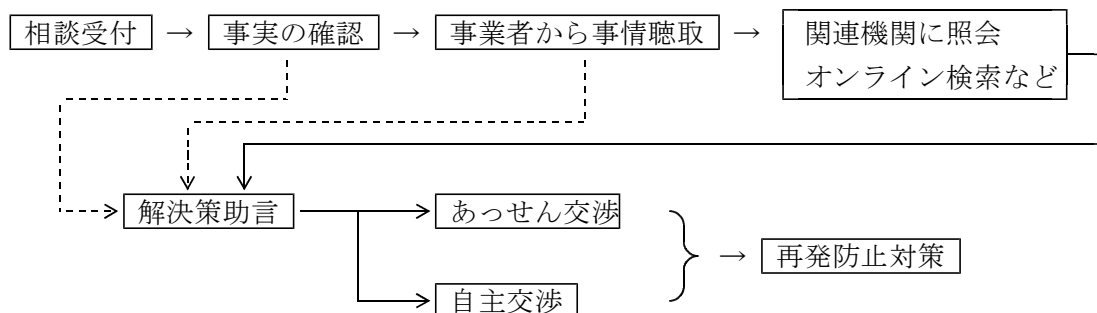 相談受付 → 事実の確認 → 事業者から事情聴取 → 関連機関に照会
オンライン検索など
解決策助言
あっせん交渉
自主交渉
→ 再発防止対策